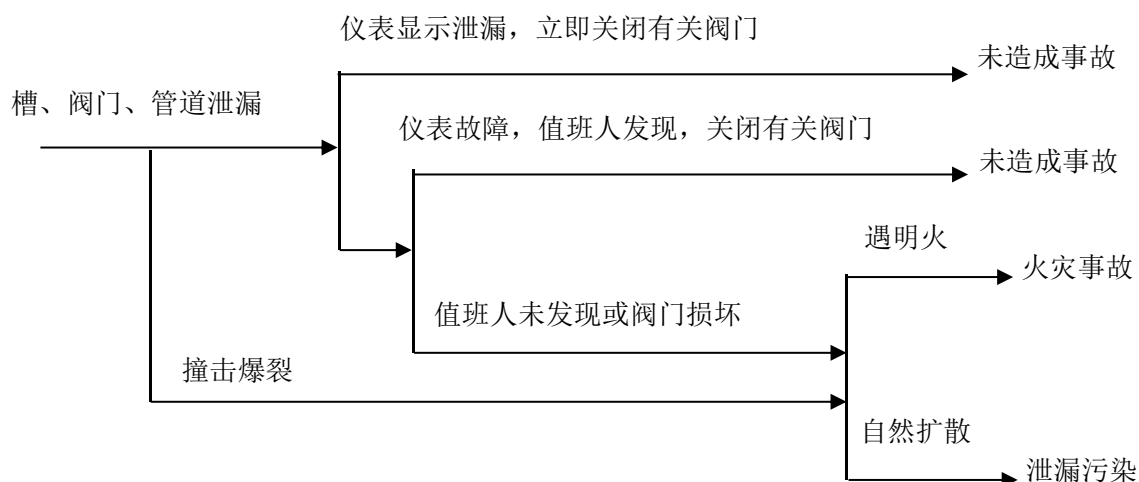 仪表显示泄漏，立即关闭有关阀门
未造成事故
槽、阀门、管道泄漏
仪表故障，值班人发现，关闭有关阀门
未造成事故
遇明火
火灾事故
值班人未发现或阀门损坏
撞击爆裂
自然扩散
泄漏污染